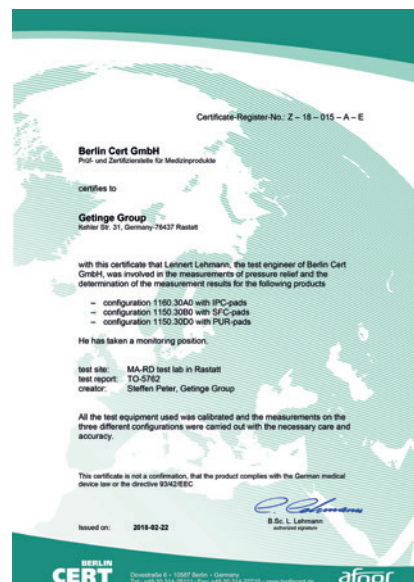 Certificate-Register-No.: Z – 18 – 015 – A – E
Berlin Cert GmbH
Prüf- und Zertifizierstelle für Medizinprodukte
certifies to
Getinge Group
Kehler Str. 31, Germany-76437 Rastatt
with this certificate that Lennert Lehmann, the test engineer of Berlin Cert
GmbH, was involved in the measurements of pressure relief and the
determination of the measurement results for the following products
– configuration 1160.30A0 with IPC-pads
– configuration 1150.30B0 with SFC-pads
– configuration 1150.30D0 with PUR-pads
He has taken a monitoring position.
test site: MA-RD test lab in Rastatt
test report: TO-5762
creator: Steffen Peter, Getinge Group
All the test equipment used was calibrated and the measurements on the
three different configurations were carried out with the necessary care and
accuracy.
This certificate is not a confirmation, that the product complies with the German medical
device law or the directive 93/42/EEC
B.Sc. L. Lehmann
authorized signature
Issued on: 2018-02-22
BERLIN
CERT
Dovestraße 6 – 10587 Berlin – Germany
afnor